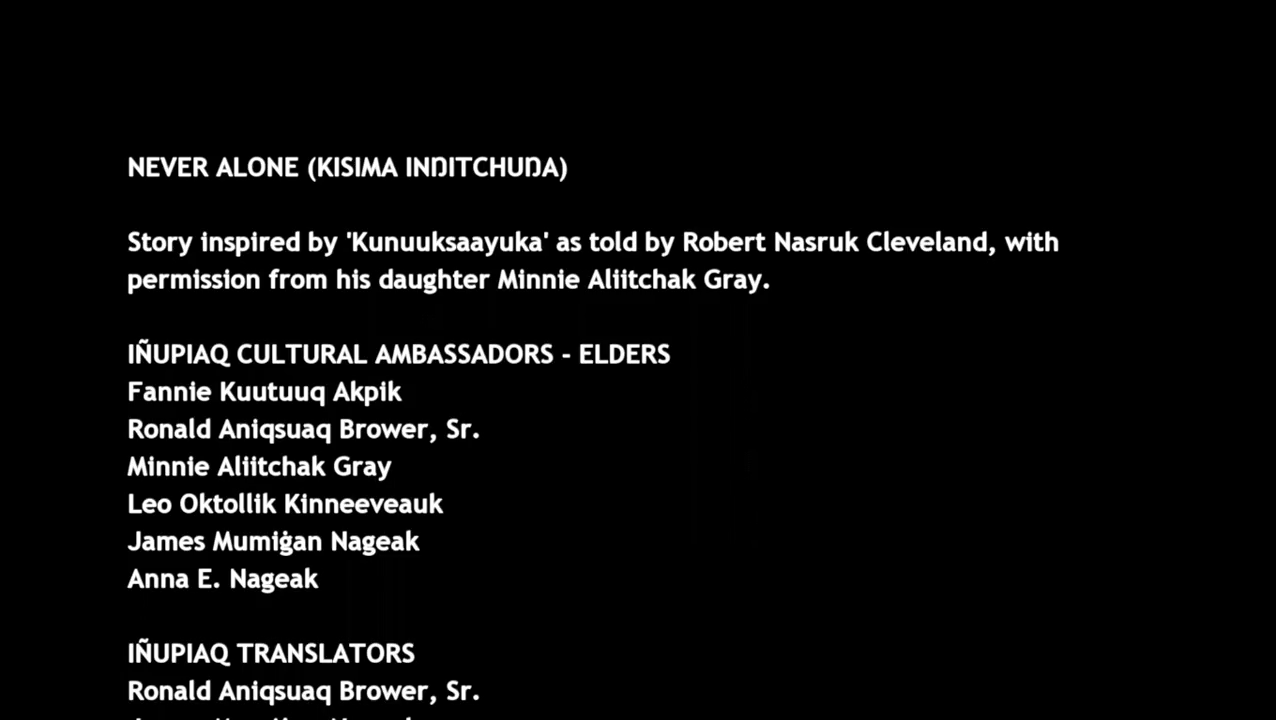 NEVER ALONE (KISIMA INŊITCHUŊA)
Story inspired by 'Kunuuksaayuka' as told by Robert Nasruk Cleveland, with
permission from his daughter Minnie Aliitchak Gray.
IÑUPIAQ CULTURAL AMBASSADORS - ELDERS
Fannie Kuutuuq Akpik
Ronald Aniqsuaq Brower, Sr.
Minnie Aliitchak Gray
Leo Oktollik Kinneeveauk
James Mumiġan Nageak
Anna E. Nageak
IÑUPIAQ TRANSLATORS
Ronald Aniqsuaq Brower, Sr.